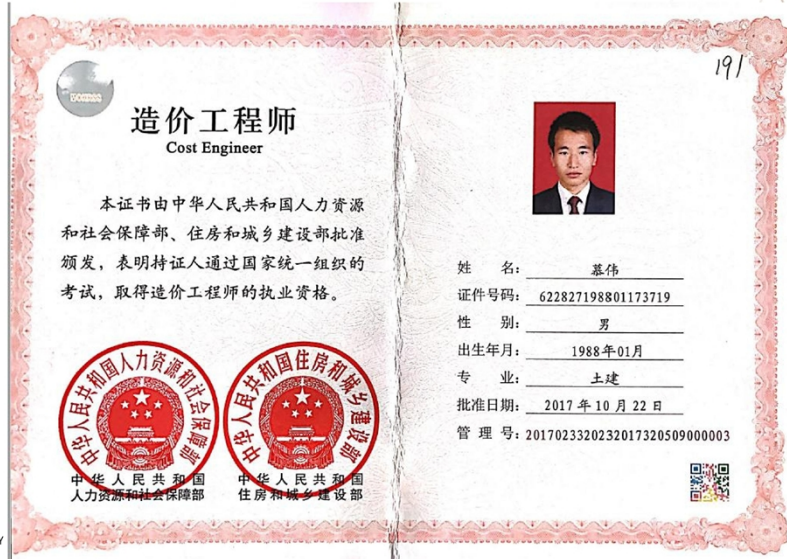 191
造价工程师
Cost Engineer
本证书由中华人民共和国人力资源
和社会保障部、住房和城乡建设部批准
颁发，表明持证人通过国家统一组织的
考试，取得造价工程师的执业资格。
中华人民共和国人力资源和社会保障部
中华人民共和国住房和城乡建设部
中华人民共和国
人力资源和社会保障部
中华人民共和国
住房和城乡建设部
姓 名： 慕伟
证件号码： 622827198801173719
性 别： 男
出生年月： 1988年01月
专 业： 土建
批准日期： 2017 年 10 月 22 日
管 理 号： 2017023320232017320509000003